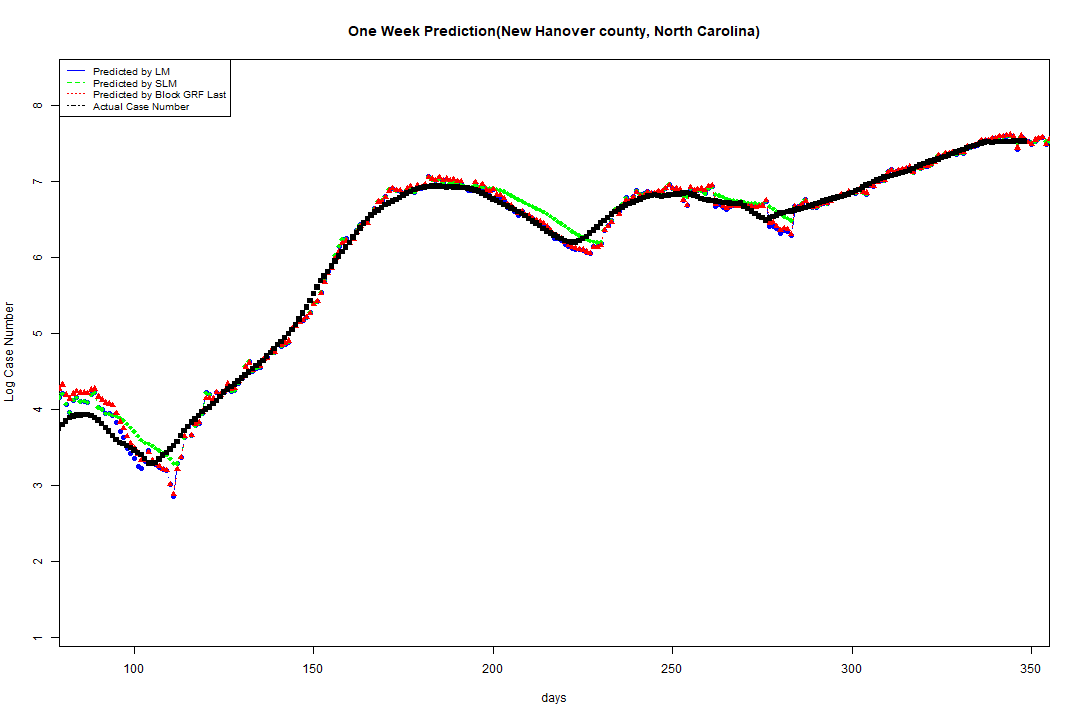 One Week Prediction(New Hanover county, North Carolina)
Predicted by LM
Predicted by SLM
Predicted by Block GRF Last
Actual Case Number
8
7
6
5
4
3
2
1
Log Case Number
100 150 200 250 300 350
days